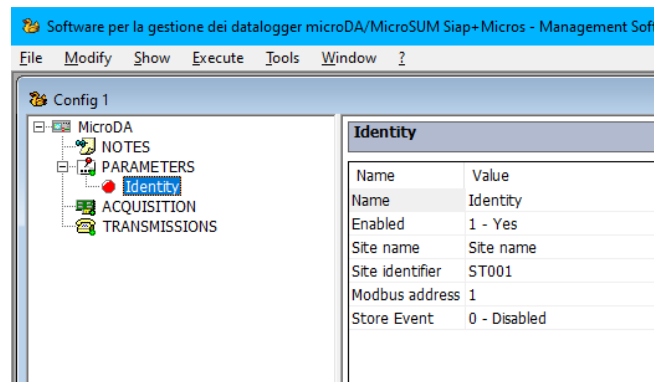 Software per la gestione dei datalogger microDA/MicroSUM Siap+Micros - Management Sof
File Modify Show Execute Tools Window ?
Config 1
MicroDA
NOTES
PARAMETERS
Identity
ACQUISITION
TRANSMISSIONS
Identity
Name Value
Name Identity
Enabled 1 - Yes
Site name Site name
Site identifier ST001
Modbus address 1
Store Event 0 - Disabled